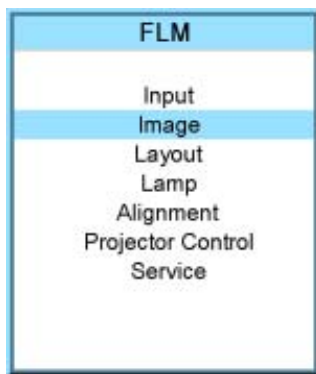 FLM
Input
Image
Layout
Lamp
Alignment
Projector Control
Service